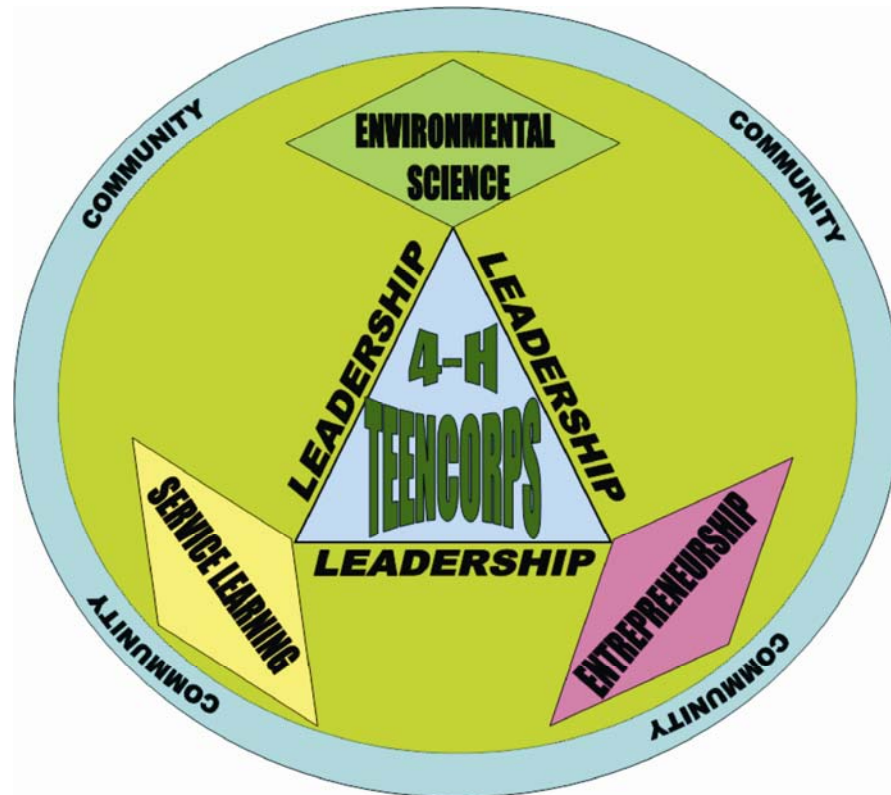 COMMUNITY
COMMUNITY
ENVIRONMENTAL
SCIENCE
LEADERSHIP
LEADERSHIP
4-H
TEENCORPS
LEADERSHIP
SERVICE LEARNING
ENTREPRENEURSHIP
COMMUNITY
COMMUNITY